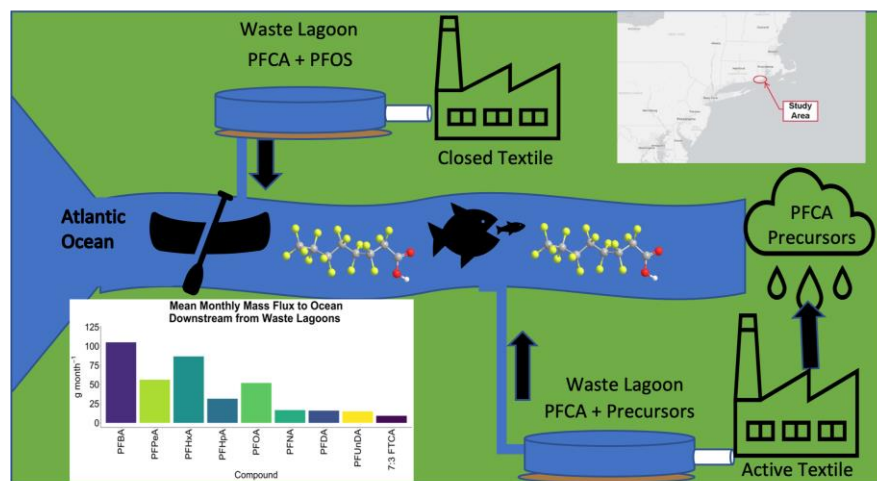 Waste Lagoon
PFCA + PFOS
Closed Textile
Study
Area
Atlantic
Ocean
PFCA
Precursors
Mean Monthly Mass Flux to Ocean
Downstream from Waste Lagoons
g month⁻¹
125
100
75
50
25
0
PFBA
PFPeA
PFHxA
PFHpA
PFOA
PFNA
PFDA
PFUnDA
7:3 FTCA
Compound
Waste Lagoon
PFCA + Precursors
Active Textile